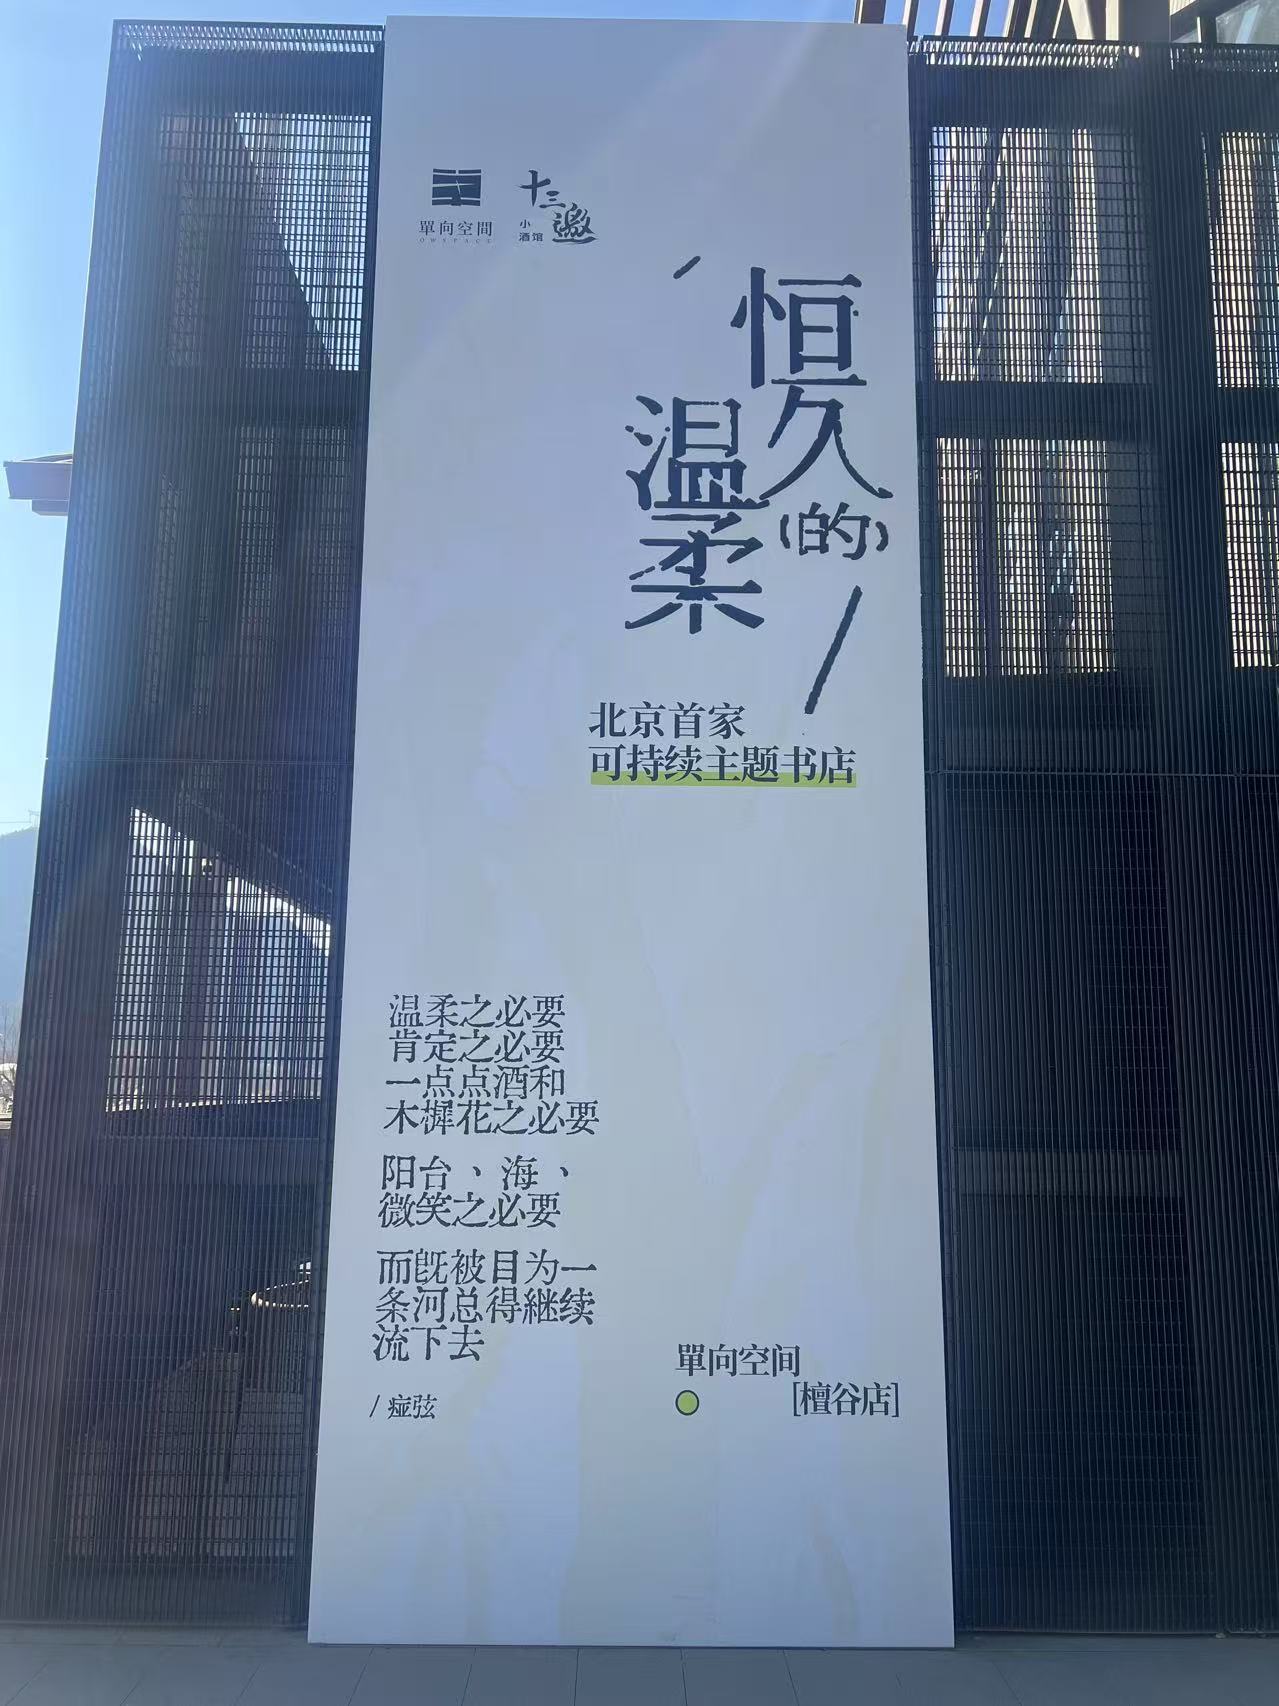 單向空間
OWSPACE
十三邀
小
酒馆
恒久
(的)
温柔
北京首家
可持续主题书店
温柔之必要
肯定之必要
一点点酒和
木樨花之必要
阳台、海、
微笑之必要
而既被目为一
条河总得継续
流下去
/ 痖弦
單向空间
[檀谷店]